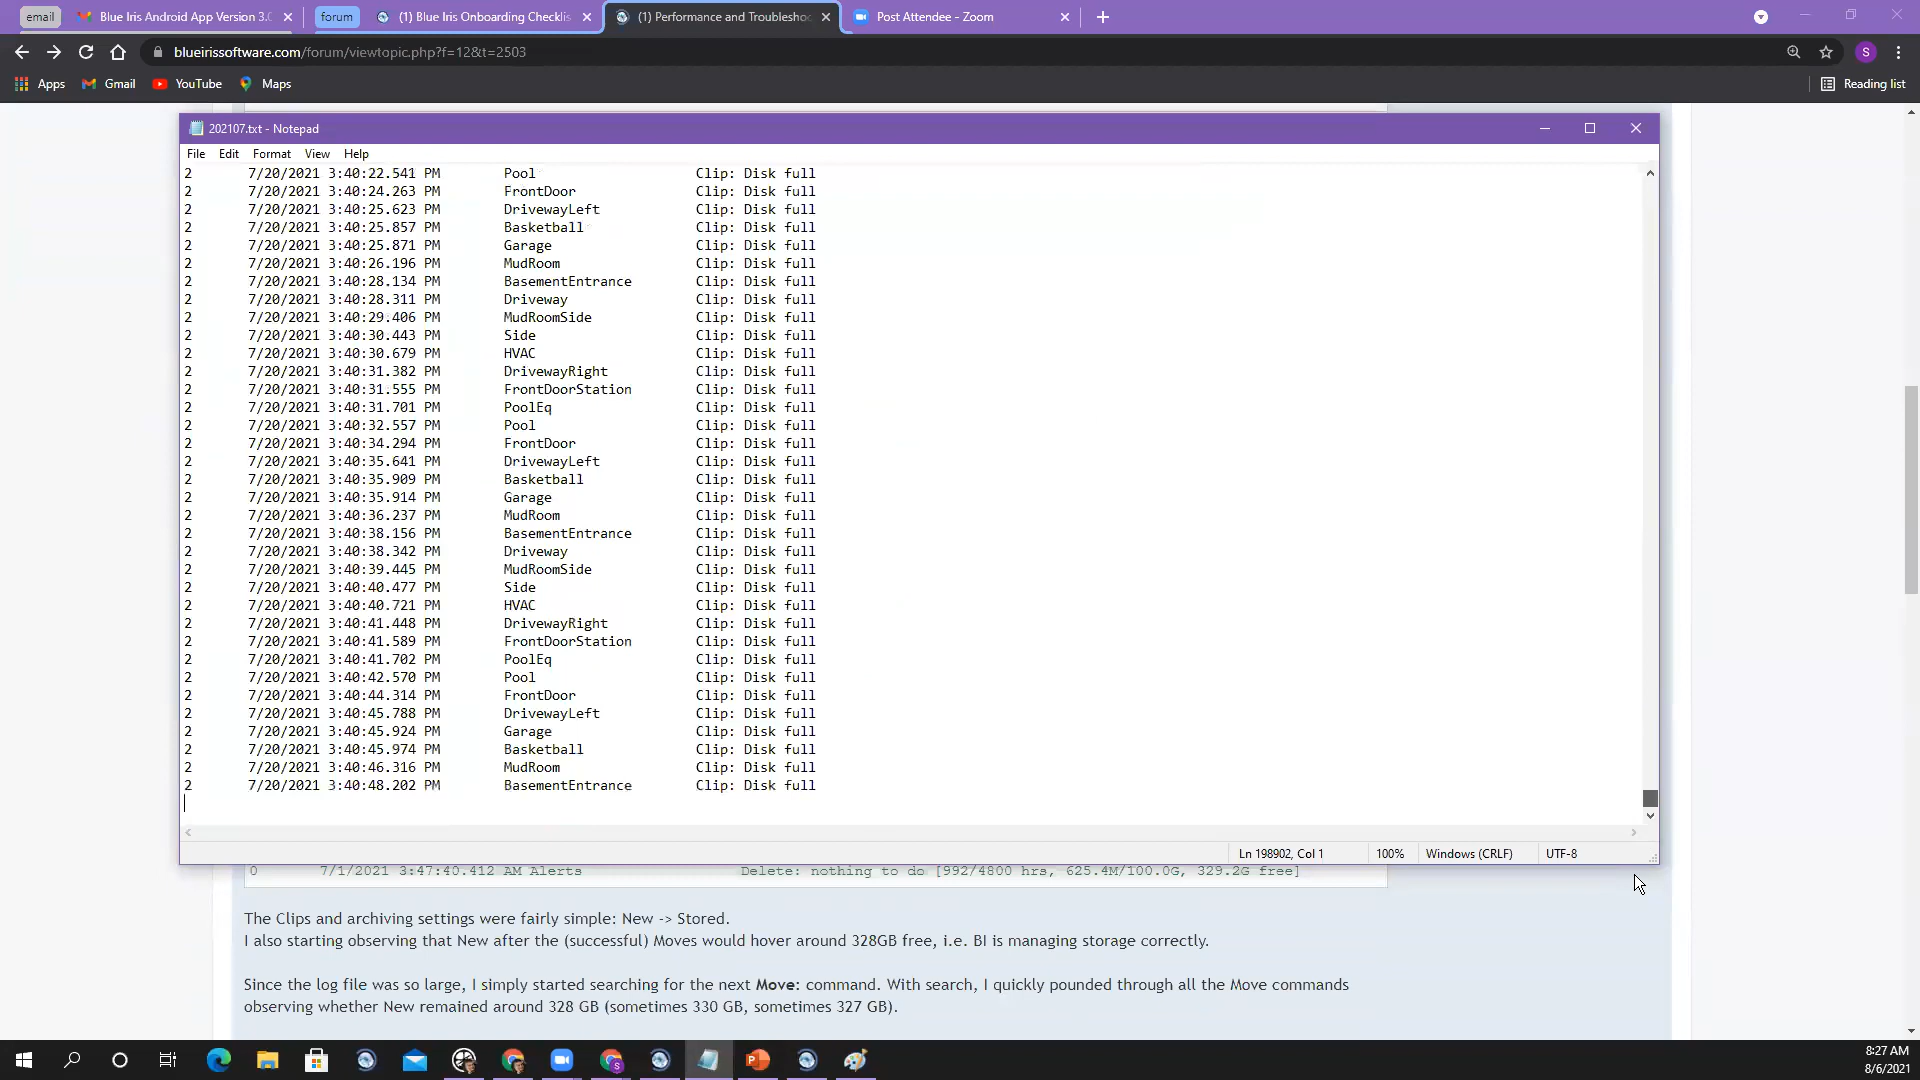 email
Blue Iris Android App Version 3.0
forum
(1) Blue Iris Onboarding Checklis
(1) Performance and Troubleshoo
Post Attendee - Zoom
blueirissoftware.com/forum/viewtopic.php?f=12&t=2503
S
Apps
Gmail
YouTube
Maps
Reading list
202107.txt - Notepad
File Edit Format View Help
2 7/20/2021 3:40:22.541 PM Pool Clip: Disk full
2 7/20/2021 3:40:24.263 PM FrontDoor Clip: Disk full
2 7/20/2021 3:40:25.623 PM DrivewayLeft Clip: Disk full
2 7/20/2021 3:40:25.857 PM Basketball Clip: Disk full
2 7/20/2021 3:40:25.871 PM Garage Clip: Disk full
2 7/20/2021 3:40:26.196 PM MudRoom Clip: Disk full
2 7/20/2021 3:40:28.134 PM BasementEntrance Clip: Disk full
2 7/20/2021 3:40:28.311 PM Driveway Clip: Disk full
2 7/20/2021 3:40:29.406 PM MudRoomSide Clip: Disk full
2 7/20/2021 3:40:30.443 PM Side Clip: Disk full
2 7/20/2021 3:40:30.679 PM HVAC Clip: Disk full
2 7/20/2021 3:40:31.382 PM DrivewayRight Clip: Disk full
2 7/20/2021 3:40:31.555 PM FrontDoorStation Clip: Disk full
2 7/20/2021 3:40:31.701 PM PoolEq Clip: Disk full
2 7/20/2021 3:40:32.557 PM Pool Clip: Disk full
2 7/20/2021 3:40:34.294 PM FrontDoor Clip: Disk full
2 7/20/2021 3:40:35.641 PM DrivewayLeft Clip: Disk full
2 7/20/2021 3:40:35.909 PM Basketball Clip: Disk full
2 7/20/2021 3:40:35.914 PM Garage Clip: Disk full
2 7/20/2021 3:40:36.237 PM MudRoom Clip: Disk full
2 7/20/2021 3:40:38.156 PM BasementEntrance Clip: Disk full
2 7/20/2021 3:40:38.342 PM Driveway Clip: Disk full
2 7/20/2021 3:40:39.445 PM MudRoomSide Clip: Disk full
2 7/20/2021 3:40:40.477 PM Side Clip: Disk full
2 7/20/2021 3:40:40.721 PM HVAC Clip: Disk full
2 7/20/2021 3:40:41.448 PM DrivewayRight Clip: Disk full
2 7/20/2021 3:40:41.589 PM FrontDoorStation Clip: Disk full
2 7/20/2021 3:40:41.702 PM PoolEq Clip: Disk full
2 7/20/2021 3:40:42.570 PM Pool Clip: Disk full
2 7/20/2021 3:40:44.314 PM FrontDoor Clip: Disk full
2 7/20/2021 3:40:45.788 PM DrivewayLeft Clip: Disk full
2 7/20/2021 3:40:45.924 PM Garage Clip: Disk full
2 7/20/2021 3:40:45.974 PM Basketball Clip: Disk full
2 7/20/2021 3:40:46.316 PM MudRoom Clip: Disk full
2 7/20/2021 3:40:48.202 PM BasementEntrance Clip: Disk full
Ln 198902, Col 1 100% Windows (CRLF) UTF-8
0 7/1/2021 3:47:40.412 AM Alerts Delete: nothing to do [992/4800 hrs, 625.4M/100.0G, 329.2G free]
The Clips and archiving settings were fairly simple: New -> Stored.
I also starting observing that New after the (successful) Moves would hover around 328GB free, i.e. BI is managing storage correctly.
Since the log file was so large, I simply started searching for the next Move: command. With search, I quickly pounded through all the Move commands
observing whether New remained around 328 GB (sometimes 330 GB, sometimes 327 GB).
8:27 AM
8/6/2021